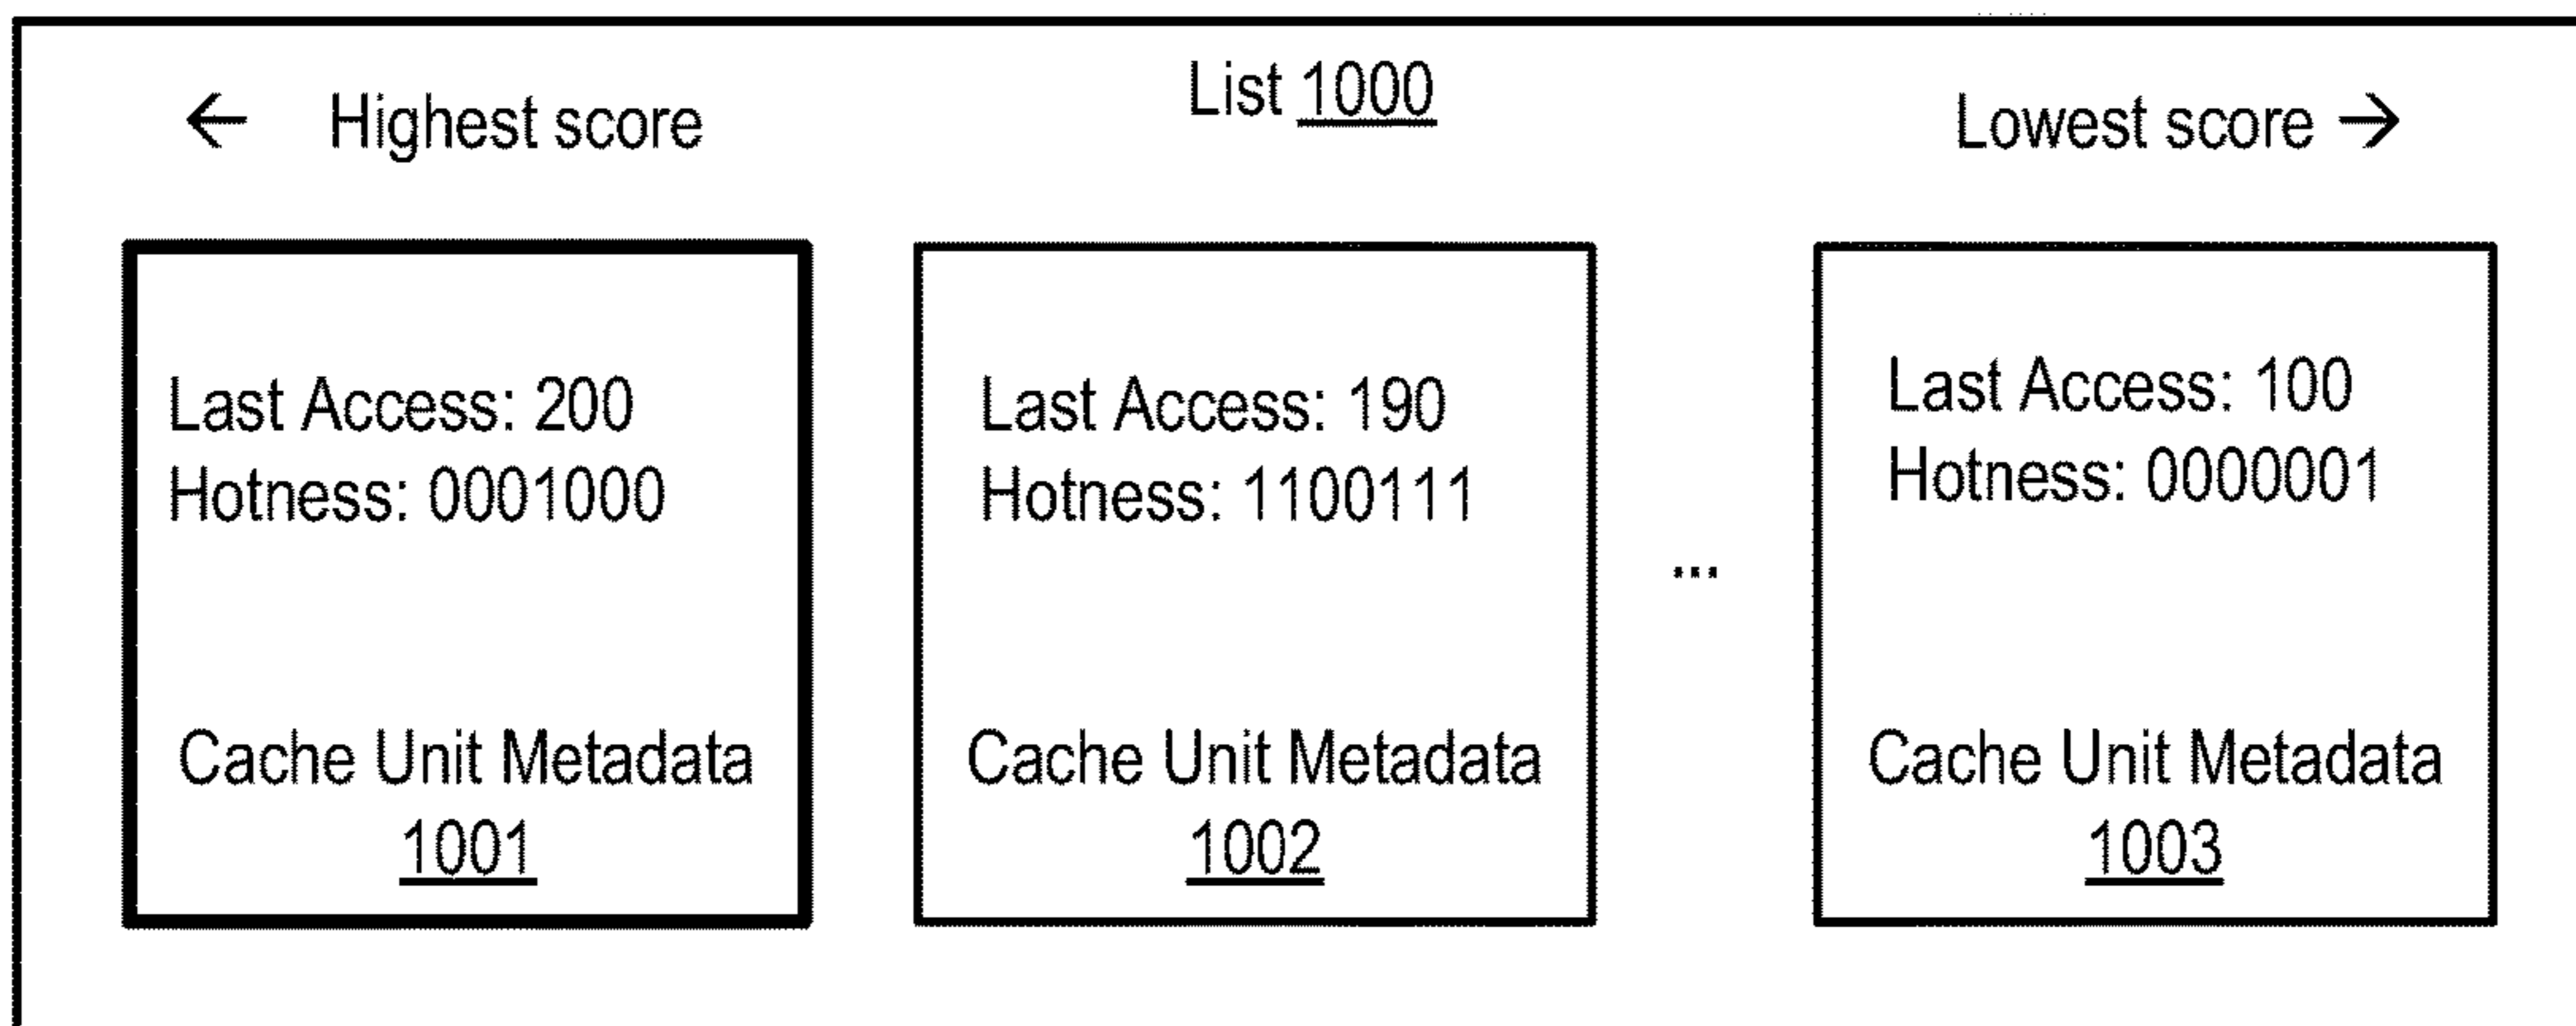 List 1000
← Highest score
Lowest score →
Last Access: 200
Hotness: 0001000
Cache Unit Metadata
1001
Last Access: 190
Hotness: 1100111
Cache Unit Metadata
1002
...
Last Access: 100
Hotness: 0000001
Cache Unit Metadata
1003